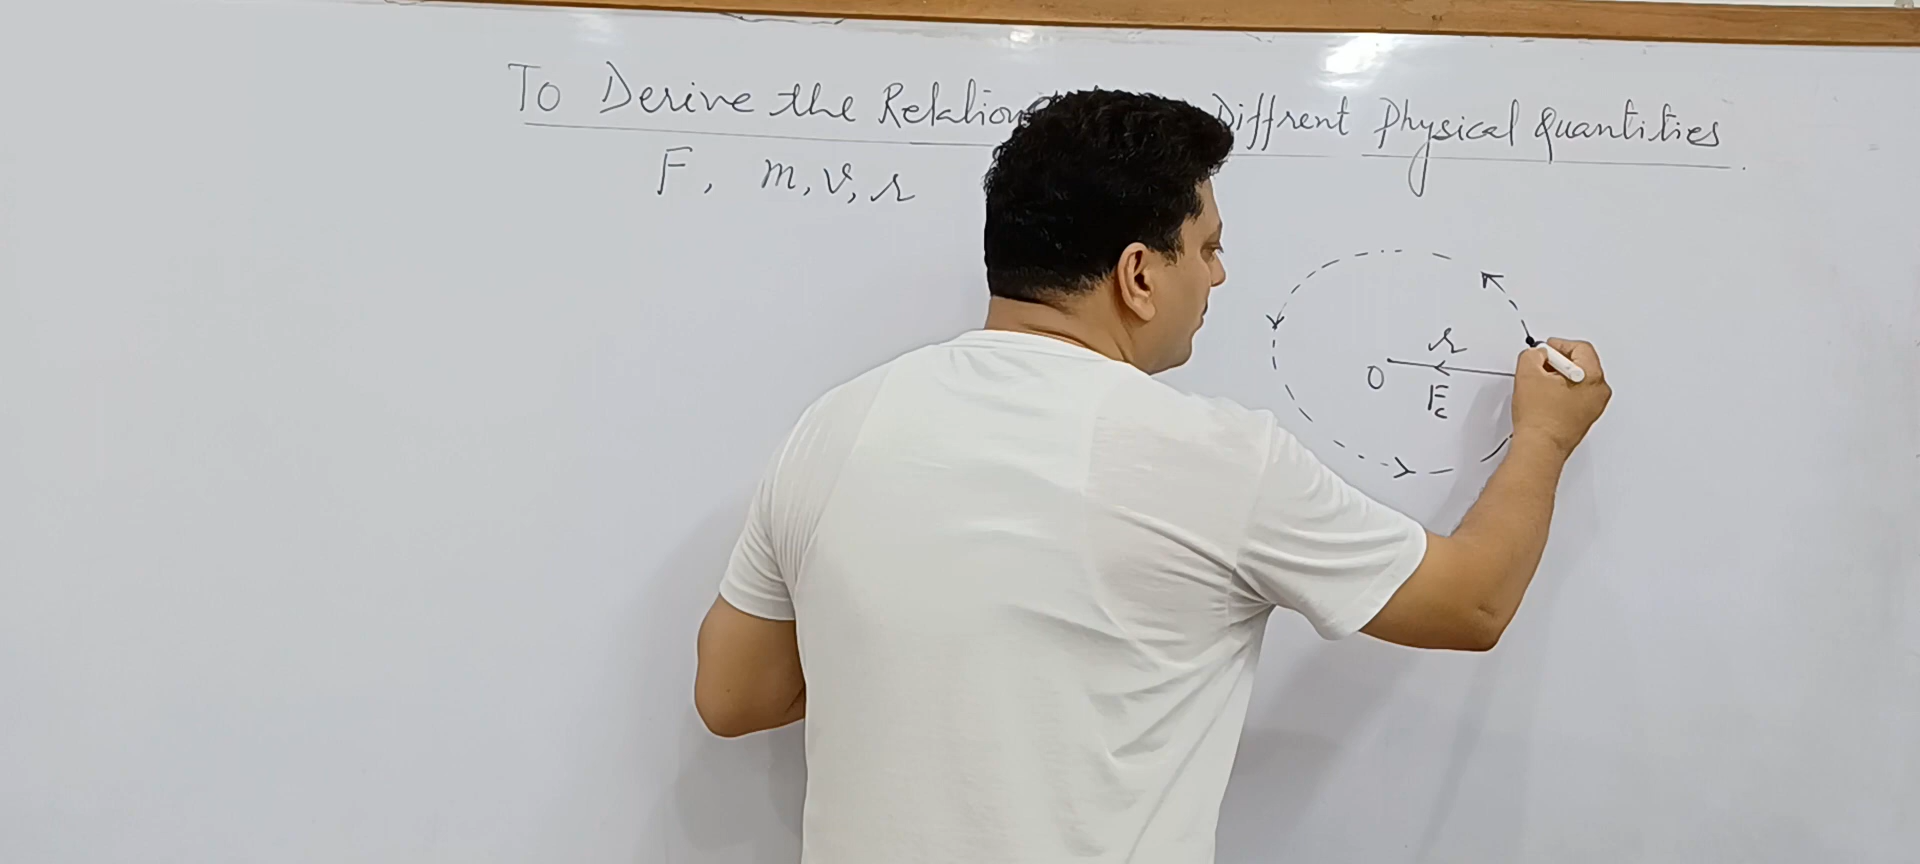 To Derive the Relation Diffrent Physical Quantities
F, m, v, r
r
O
Fc